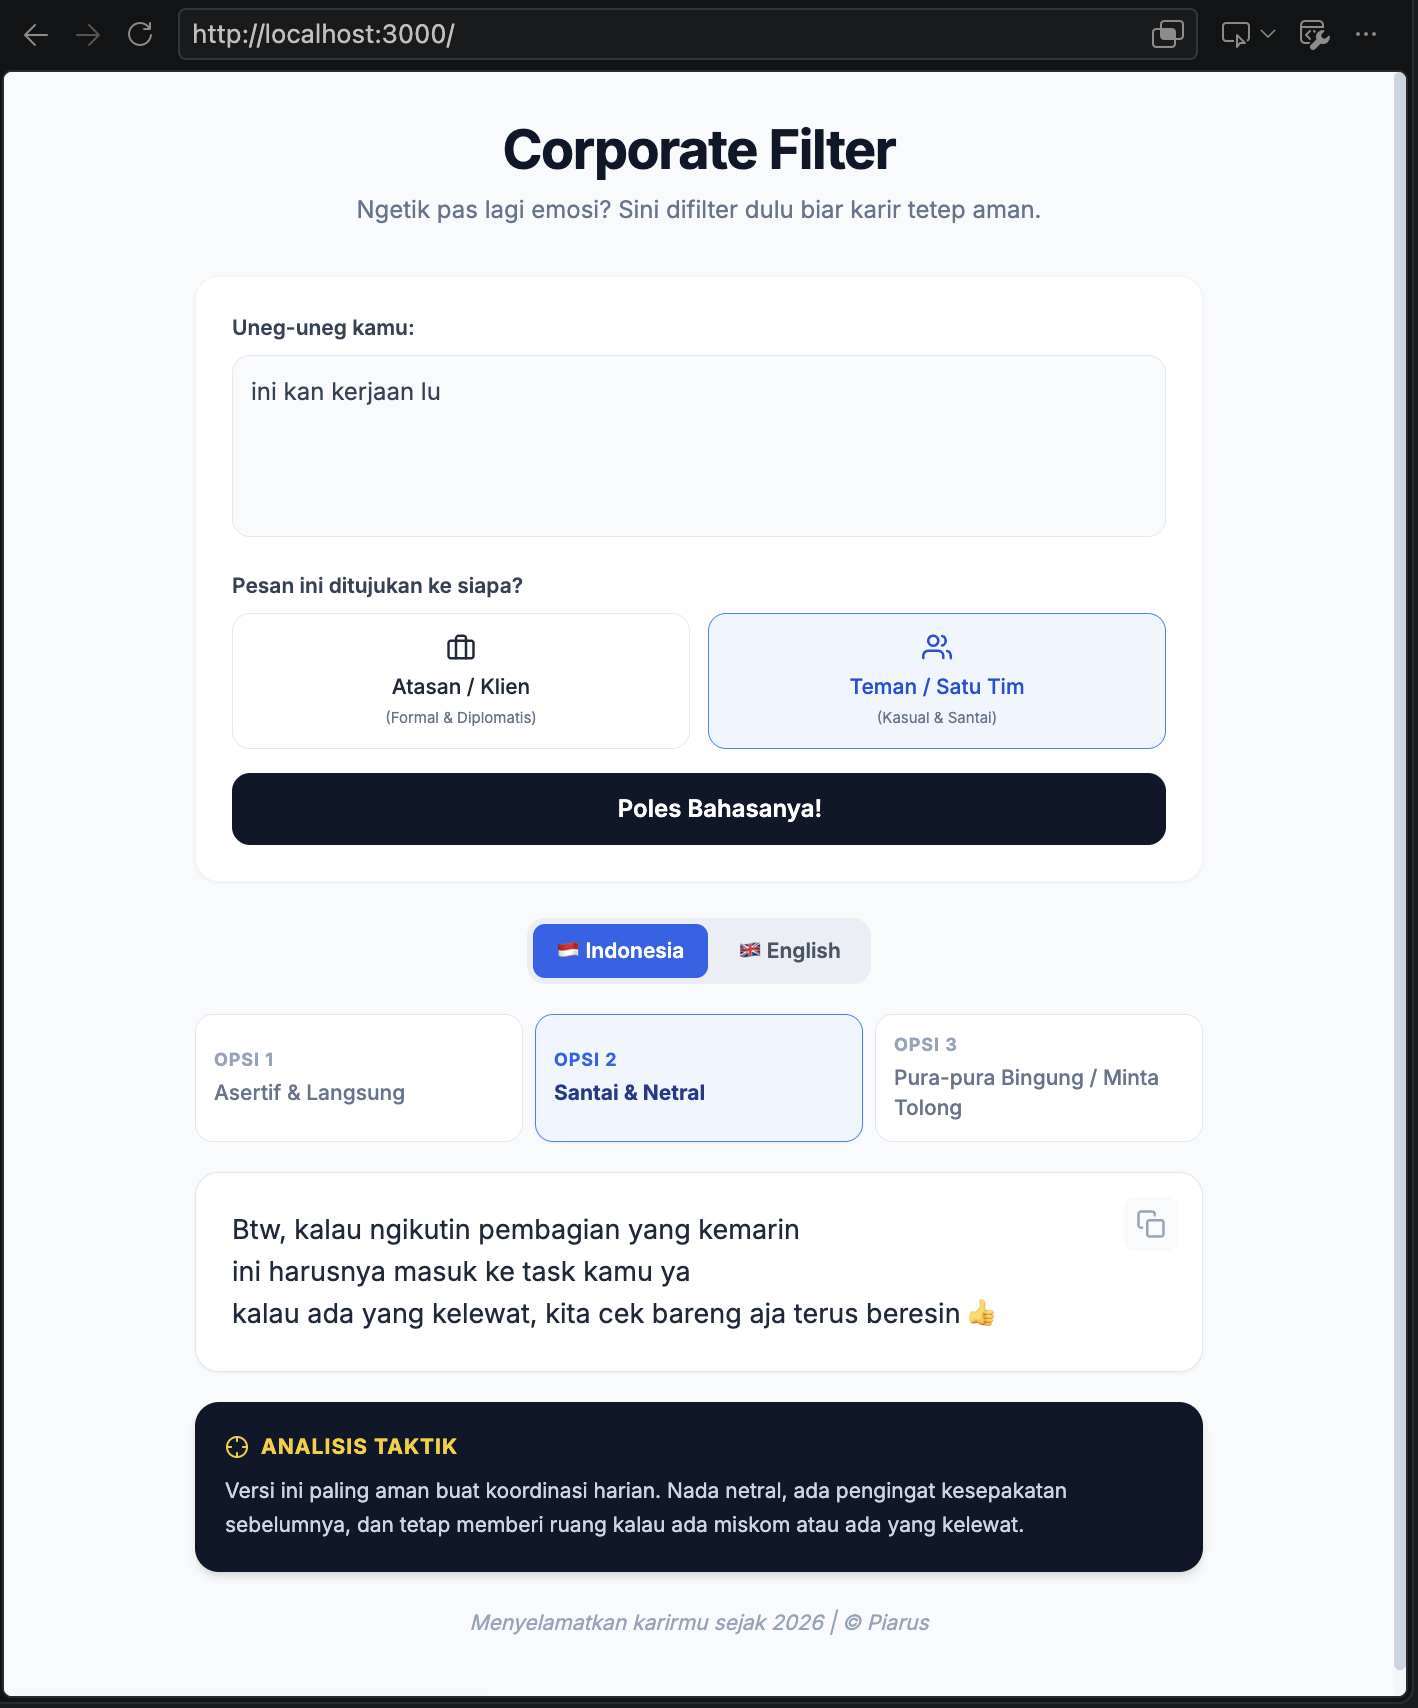 http://localhost:3000/
Corporate Filter
Ngetik pas lagi emosi? Sini difilter dulu biar karir tetep aman.
Uneg-uneg kamu:
ini kan kerjaan lu
Pesan ini ditujukan ke siapa?
Atasan / Klien
(Formal & Diplomatis)
Teman / Satu Tim
(Kasual & Santai)
Poles Bahasanya!
🇮🇩 Indonesia
🇬🇧 English
OPSI 1
Asertif & Langsung
OPSI 2
Santai & Netral
OPSI 3
Pura-pura Bingung / Minta
Tolong
Btw, kalau ngikutin pembagian yang kemarin
ini harusnya masuk ke task kamu ya
kalau ada yang kelewat, kita cek bareng aja terus beresin 👍
ANALISIS TAKTIK
Versi ini paling aman buat koordinasi harian. Nada netral, ada pengingat kesepakatan
sebelumnya, dan tetap memberi ruang kalau ada miskom atau ada yang kelewat.
Menyelamatkan karirmu sejak 2026 | © Piarus